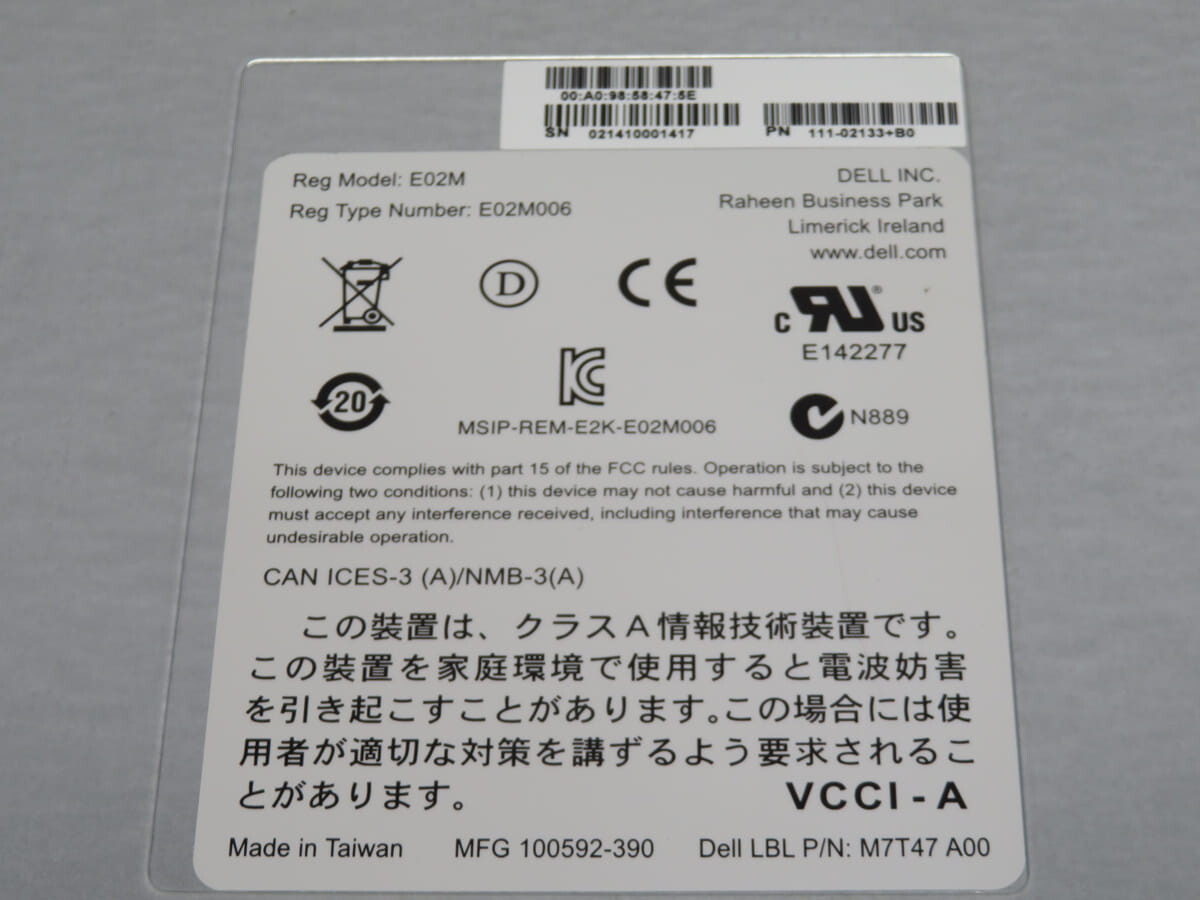 00:A0:98:58:47:5E
SN 021410001417
PN 111-02133+B0
Reg Model: E02M
Reg Type Number: E02M006
DELL INC.
Raheen Business Park
Limerick Ireland
www.dell.com
D
CE
c RU ® US
E142277
20
KC
MSIP-REM-E2K-E02M006
N889
This device complies with part 15 of the FCC rules. Operation is subject to the
following two conditions: (1) this device may not cause harmful and (2) this device
must accept any interference received, including interference that may cause
undesirable operation.
CAN ICES-3 (A)/NMB-3(A)
この装置は、クラスA情報技術装置です。
この装置を家庭環境で使用すると電波妨害
を引き起こすことがあります。この場合には使
用者が適切な対策を講ずるよう要求されるこ
とがあります。
VCCI - A
Made in Taiwan
MFG 100592-390
Dell LBL P/N: M7T47 A00